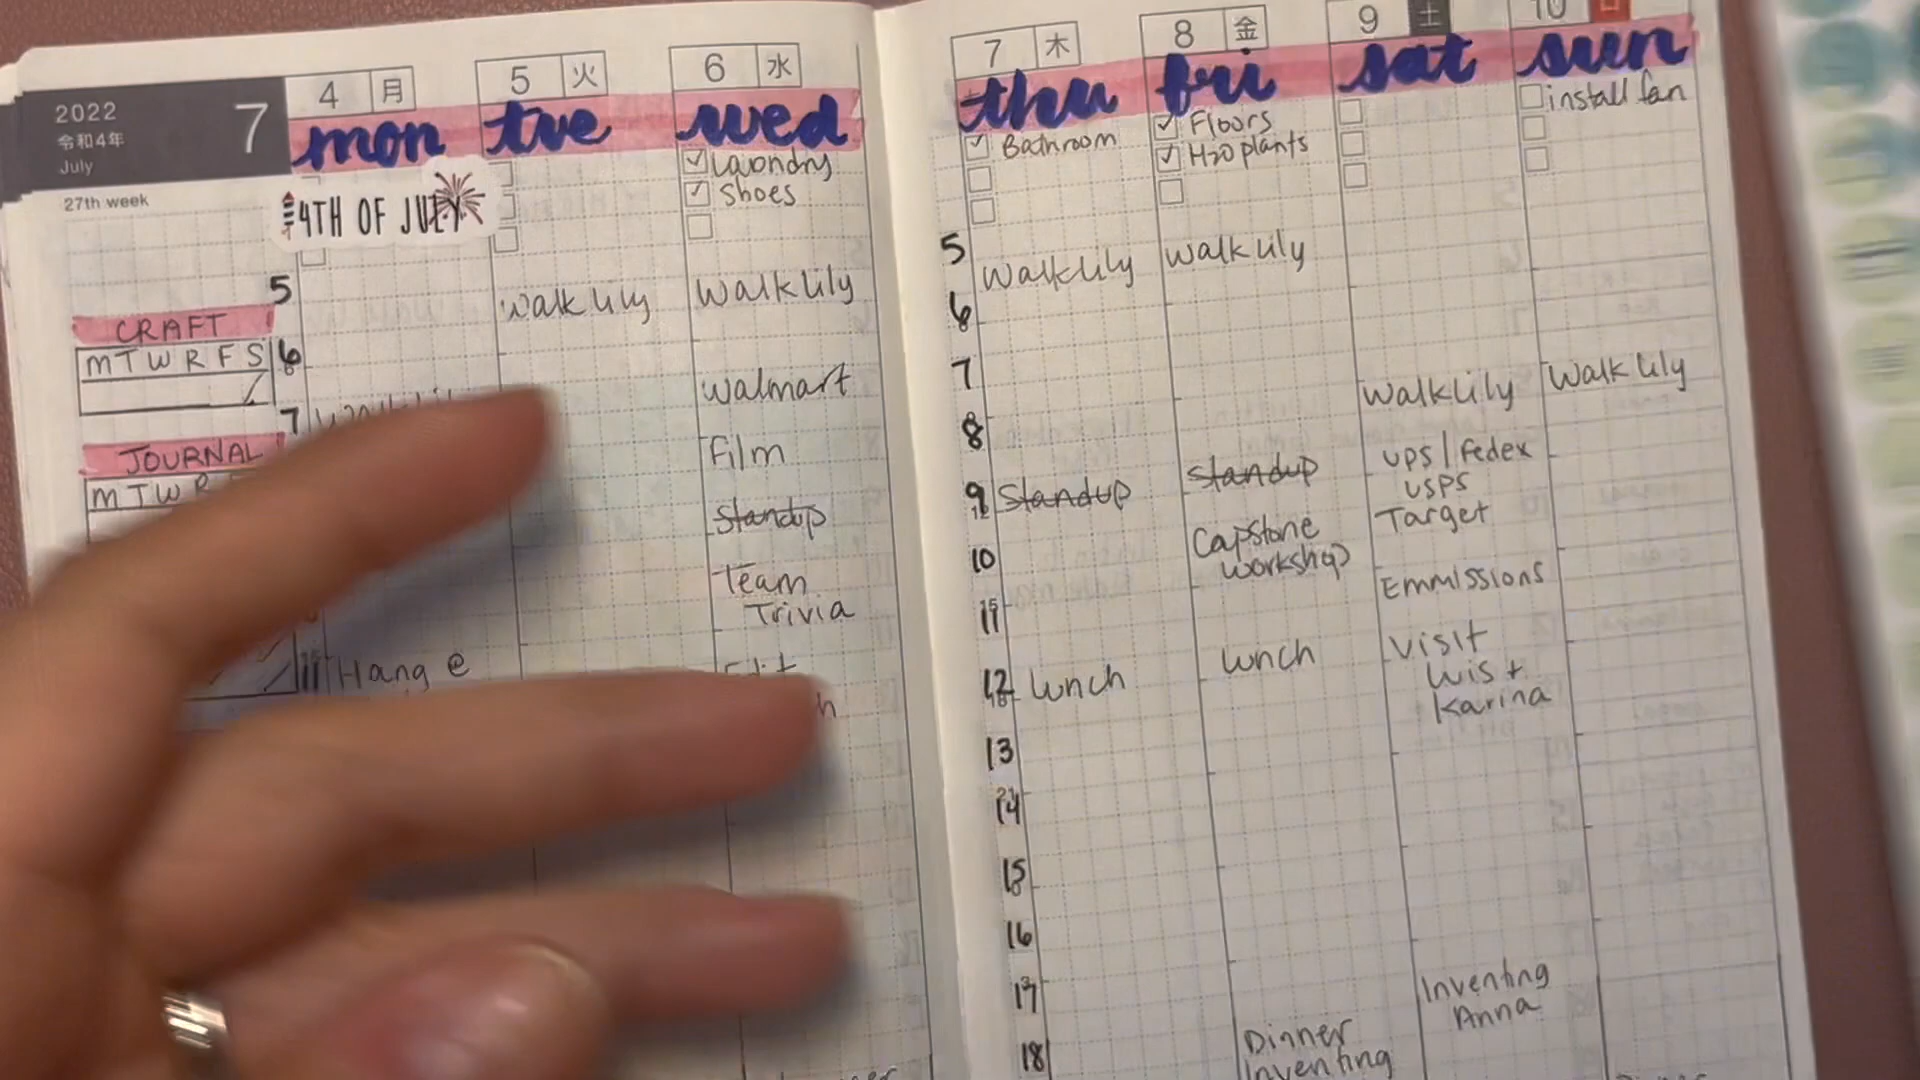 2022
令和4年
July
7
27th week
4 月
5 火
6 水
mon
tue
wed
Laundry
Shoes
4TH OF JULY
5
6
7
CRAFT
M T W R F S
JOURNAL
M T W R
11 Hang e
Walk Lily
Walk Lily
Walmart
Film
Standup
Team
Trivia
7 木
8 金
9 土
10 日
thu
fri
sat
sun
Bathroom
Floors
H2O plants
install fan
5
6
7
8
9
10
11
12
13
14
15
16
17
18
Walk Lily
Standup
Lunch
Walk Lily
Standup
Capstone
Workshop
Lunch
Dinner
Inventing
Walk Lily
UPS / Fedex
USPS
Target
Emmissions
Visit
Luis +
Karina
Inventing
Anna
Walk Lily